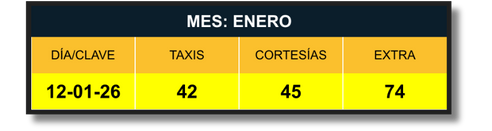 MES: ENERO
DÍA/CLAVE TAXIS CORTESÍAS EXTRA
12-01-26 42 45 74